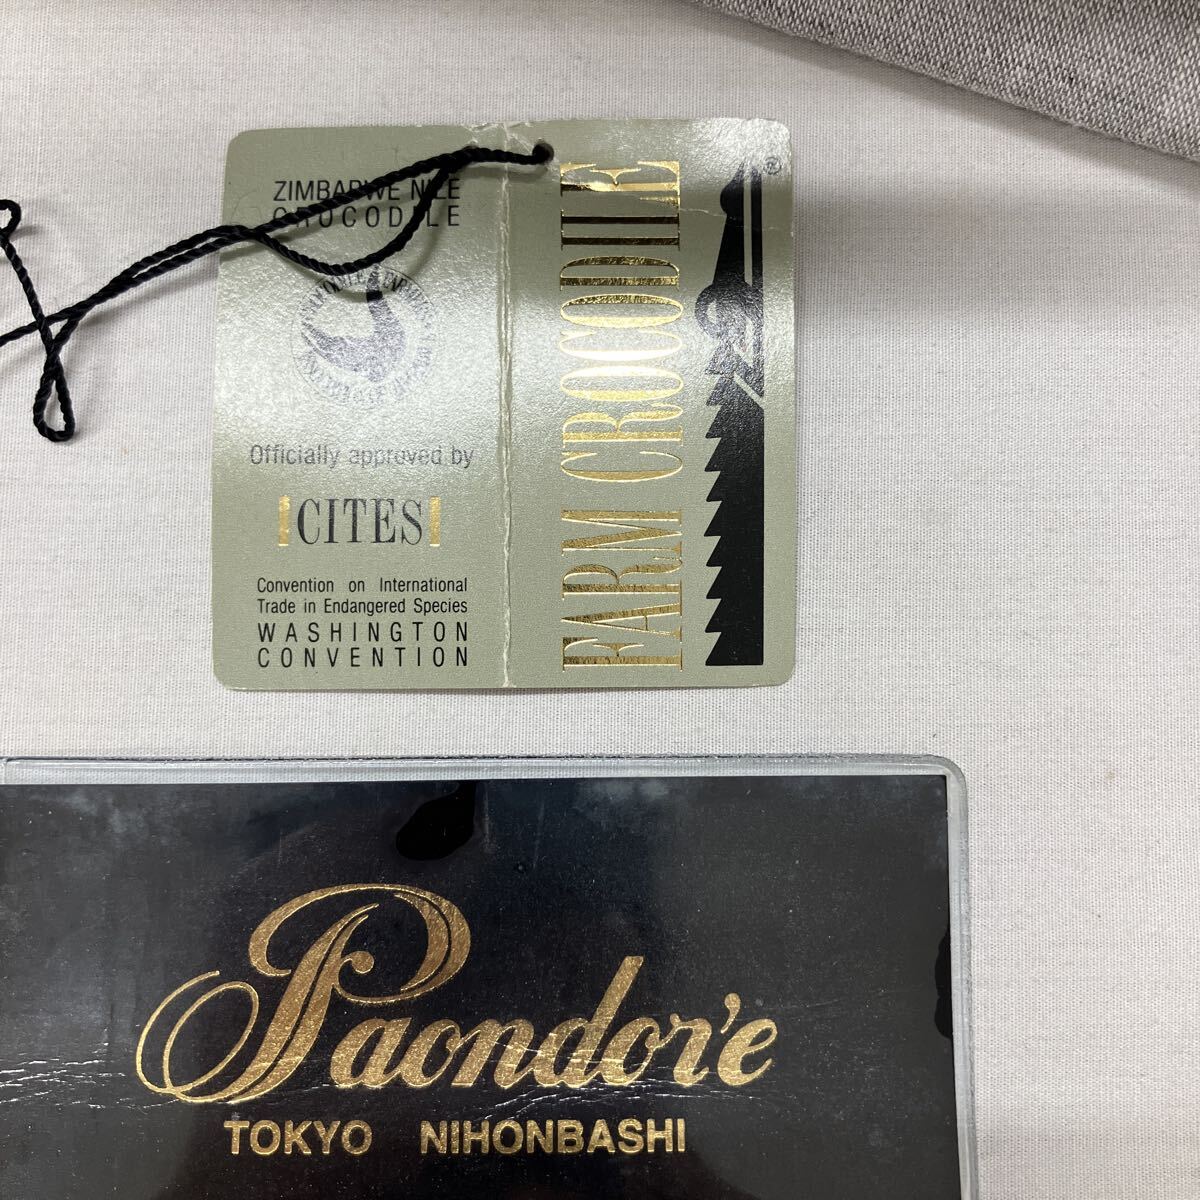 ZIMBABWE NILE
CROCODILE
Officially approved by
CITES
Convention on International
Trade in Endangered Species
WASHINGTON
CONVENTION
FARM CROCODILE
®
Paondor'e
TOKYO NIHONBASHI